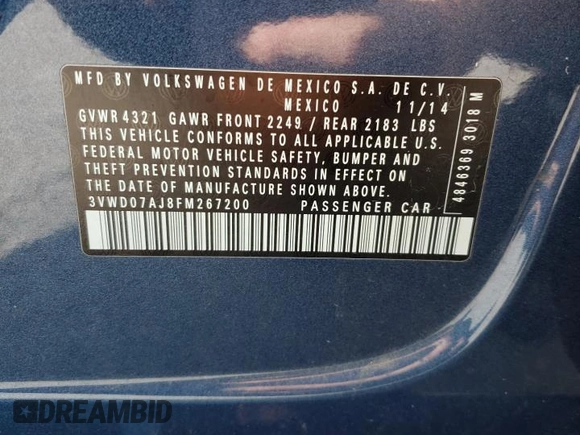 MFD BY VOLKSWAGEN DE MEXICO S.A. DE C.V.
MEXICO 11/14
GVWR 4321 GAWR FRONT 2249 / REAR 2183 LBS
THIS VEHICLE CONFORMS TO ALL APPLICABLE U.S.
FEDERAL MOTOR VEHICLE SAFETY, BUMPER AND
THEFT PREVENTION STANDARDS IN EFFECT ON
THE DATE OF MANUFACTURE SHOWN ABOVE.
3VWD07AJ8FM267200 PASSENGER CAR
4846369 3018 M
DREAMBID